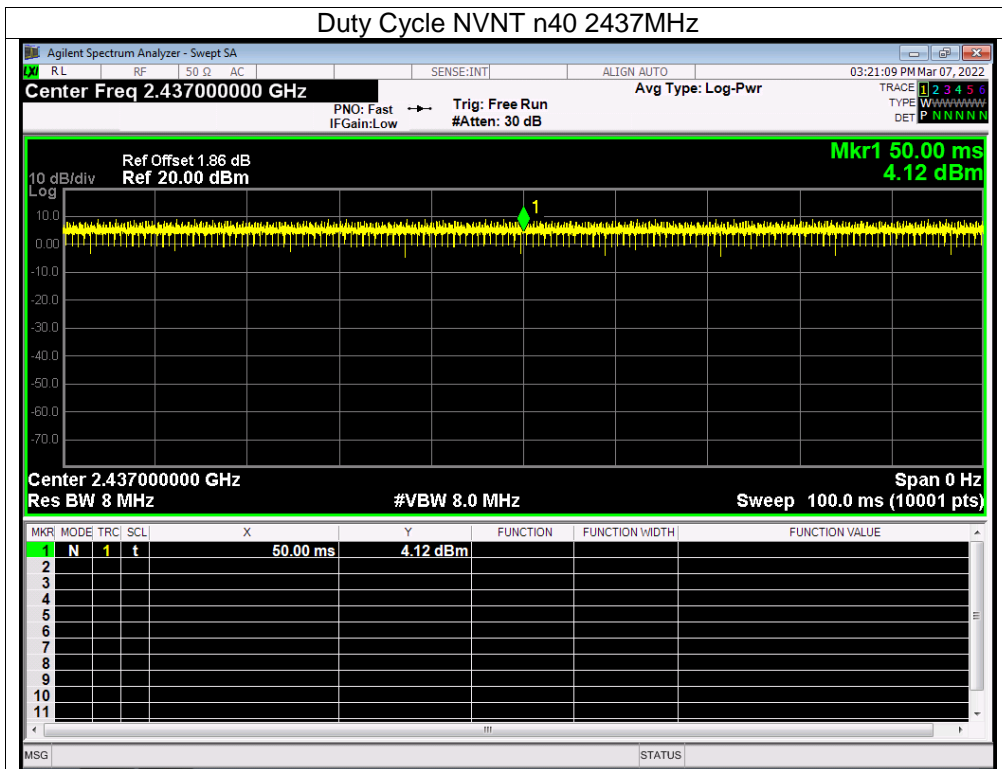 Duty Cycle NVNT n40 2437MHz
Agilent Spectrum Analyzer - Swept SA
LXI RL RF 50 Ω AC SENSE:INT ALIGN AUTO 03:21:09 PM Mar 07, 2022
Center Freq 2.437000000 GHz Avg Type: Log-Pwr TRACE 1 2 3 4 5 6
PNO: Fast Trig: Free Run TYPE WWWWWWW
IFGain:Low #Atten: 30 dB DET P N N N N N
Mkr1 50.00 ms
4.12 dBm
Ref Offset 1.86 dB
10 dB/div Ref 20.00 dBm
Log
1
10.0
0.00
-10.0
-20.0
-30.0
-40.0
-50.0
-60.0
-70.0
Center 2.437000000 GHz Span 0 Hz
Res BW 8 MHz #VBW 8.0 MHz Sweep 100.0 ms (10001 pts)
MKR MODE TRC SCL X Y FUNCTION FUNCTION WIDTH FUNCTION VALUE
1 N 1 t 50.00 ms 4.12 dBm
2
3
4
5
6
7
8
9
10
11
MSG STATUS